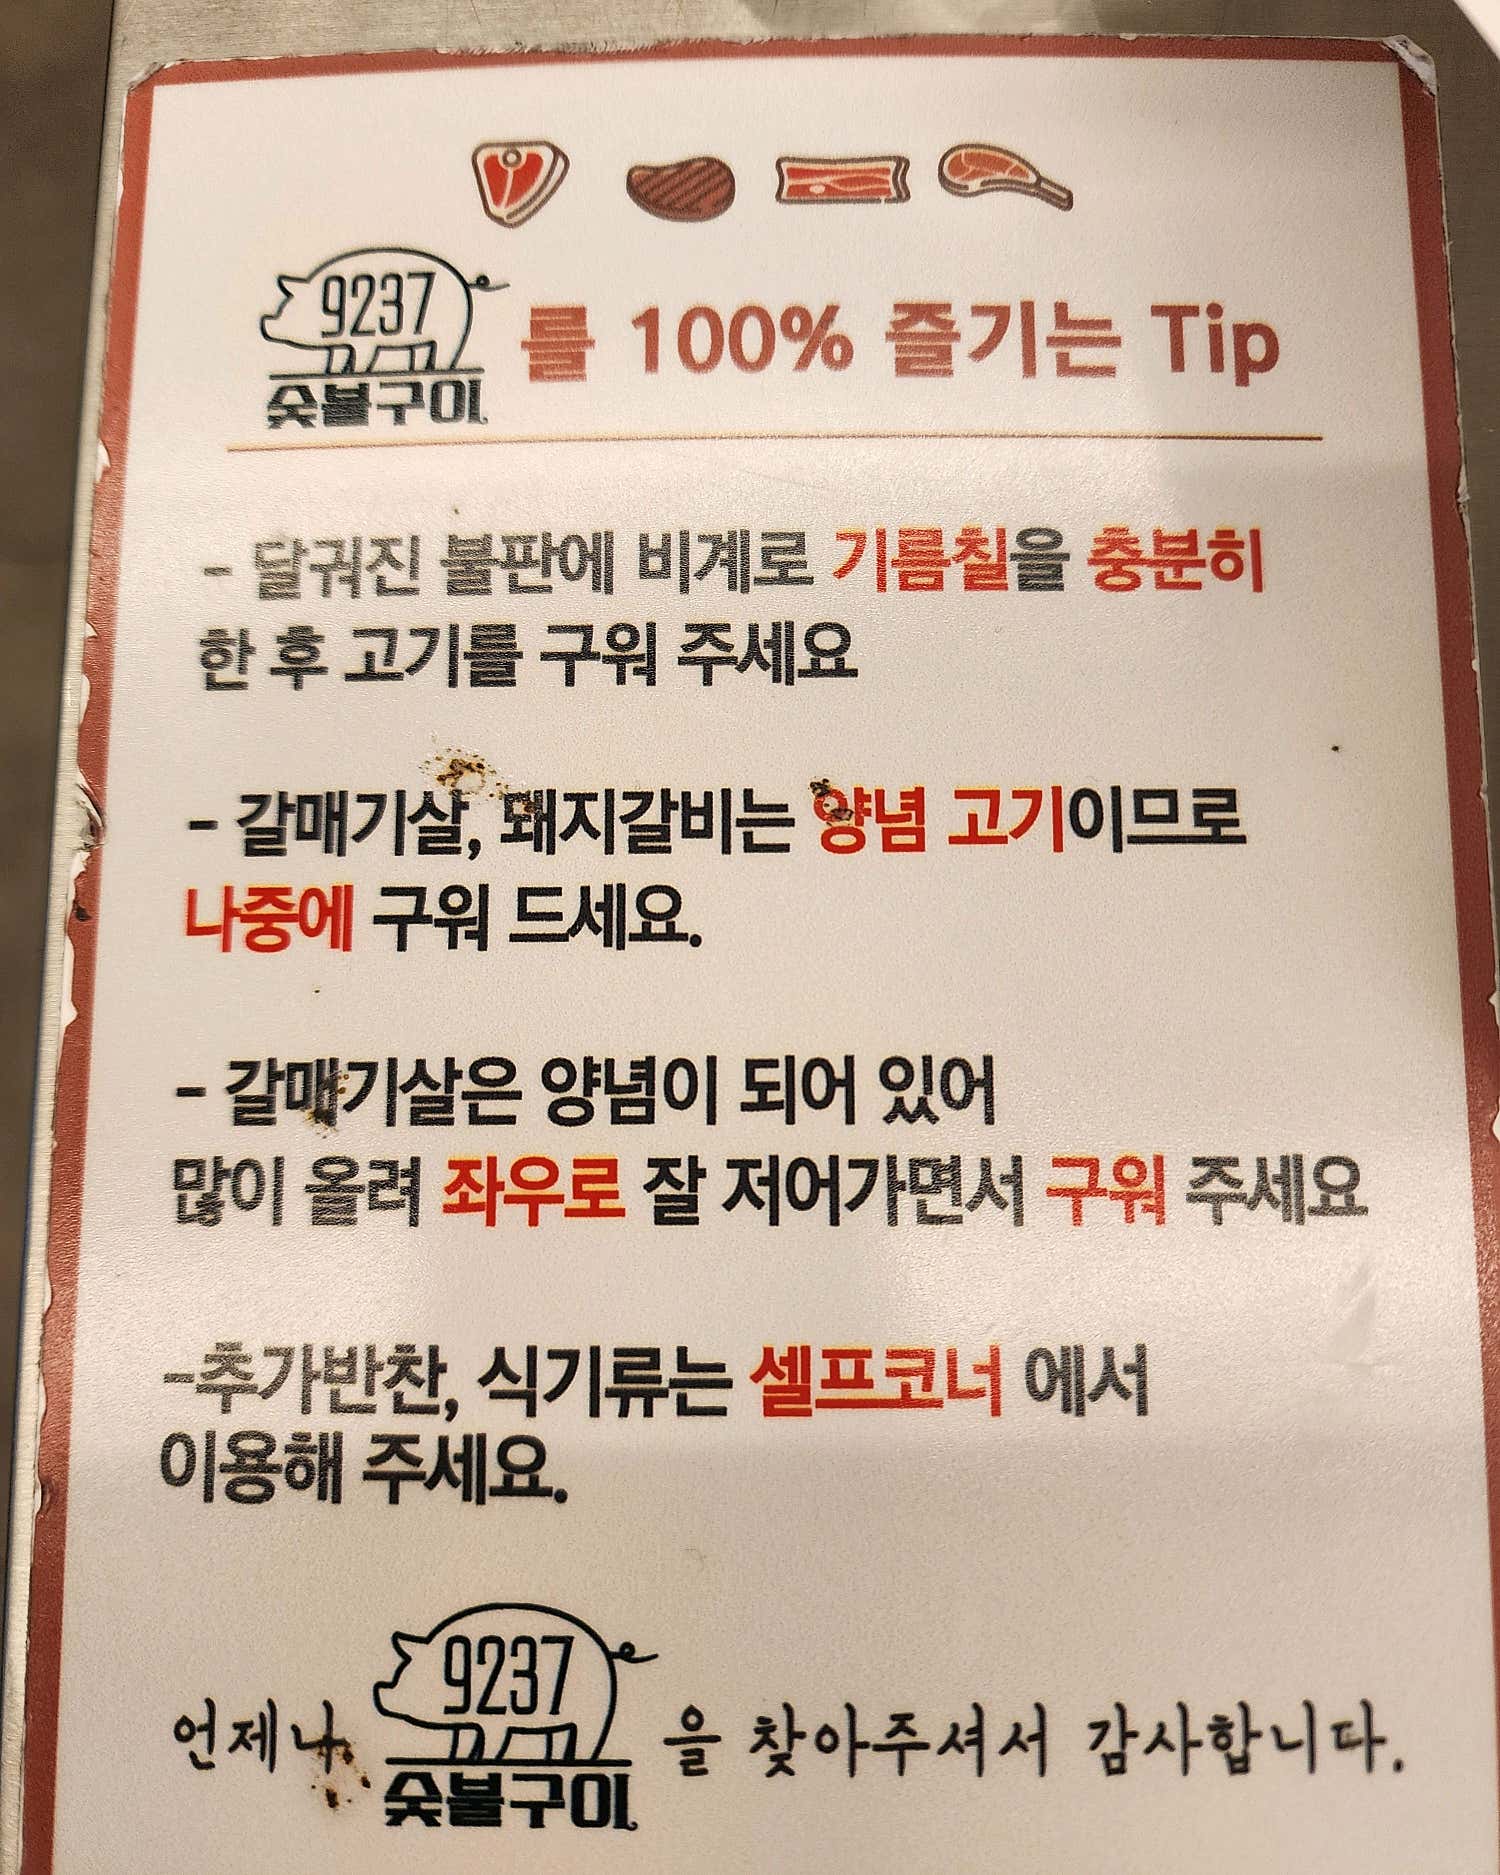 9237
숯불구이 를 100% 즐기는 Tip
- 달궈진 불판에 비계로 기름칠을 충분히
한 후 고기를 구워 주세요
- 갈매기살, 돼지갈비는 양념 고기이므로
나중에 구워 드세요.
- 갈매기살은 양념이 되어 있어
많이 올려 좌우로 잘 저어가면서 구워 주세요
-추가반찬, 식기류는 셀프코너 에서
이용해 주세요.
9237
언제나 숯불구이 을 찾아주셔서 감사합니다.